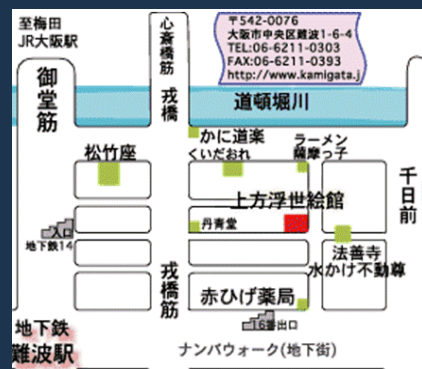 至梅田
JR大阪駅
御堂筋
心斎橋筋
戎橋
〒542-0076
大阪市中央区難波1-6-4
TEL:06-6211-0303
FAX:06-6211-0393
http://www.kamigata.j
道頓堀川
かに道楽
くいだおれ
ラーメン
薩摩っ子
松竹座
千日前
上方浮世絵館
入口
地下鉄14
丹青堂
法善寺
水かけ不動尊
戎橋筋
赤ひげ薬局
16番出口
地下鉄
難波駅
ナンバウォーク(地下街)